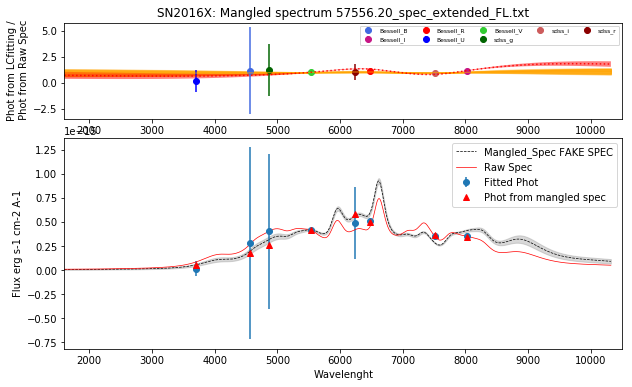 SN2016X: Mangled spectrum 57556.20_spec_extended_FL.txt
Phot from LCfitting /
Phot from Raw Spec
5.0
2.5
0.0
−2.5
Bessell_B
Bessell_I
Bessell_R
Bessell_U
Bessell_V
sdss_g
sdss_i
sdss_r
2000 3000 4000 5000 6000 7000 8000 9000 10000
Flux erg s-1 cm-2 A-1
1.25
1.00
0.75
0.50
0.25
0.00
−0.25
−0.50
−0.75
Mangled_Spec FAKE SPEC
Raw Spec
Fitted Phot
Phot from mangled spec
2000 3000 4000 5000 6000 7000 8000 9000 10000
Wavelenght